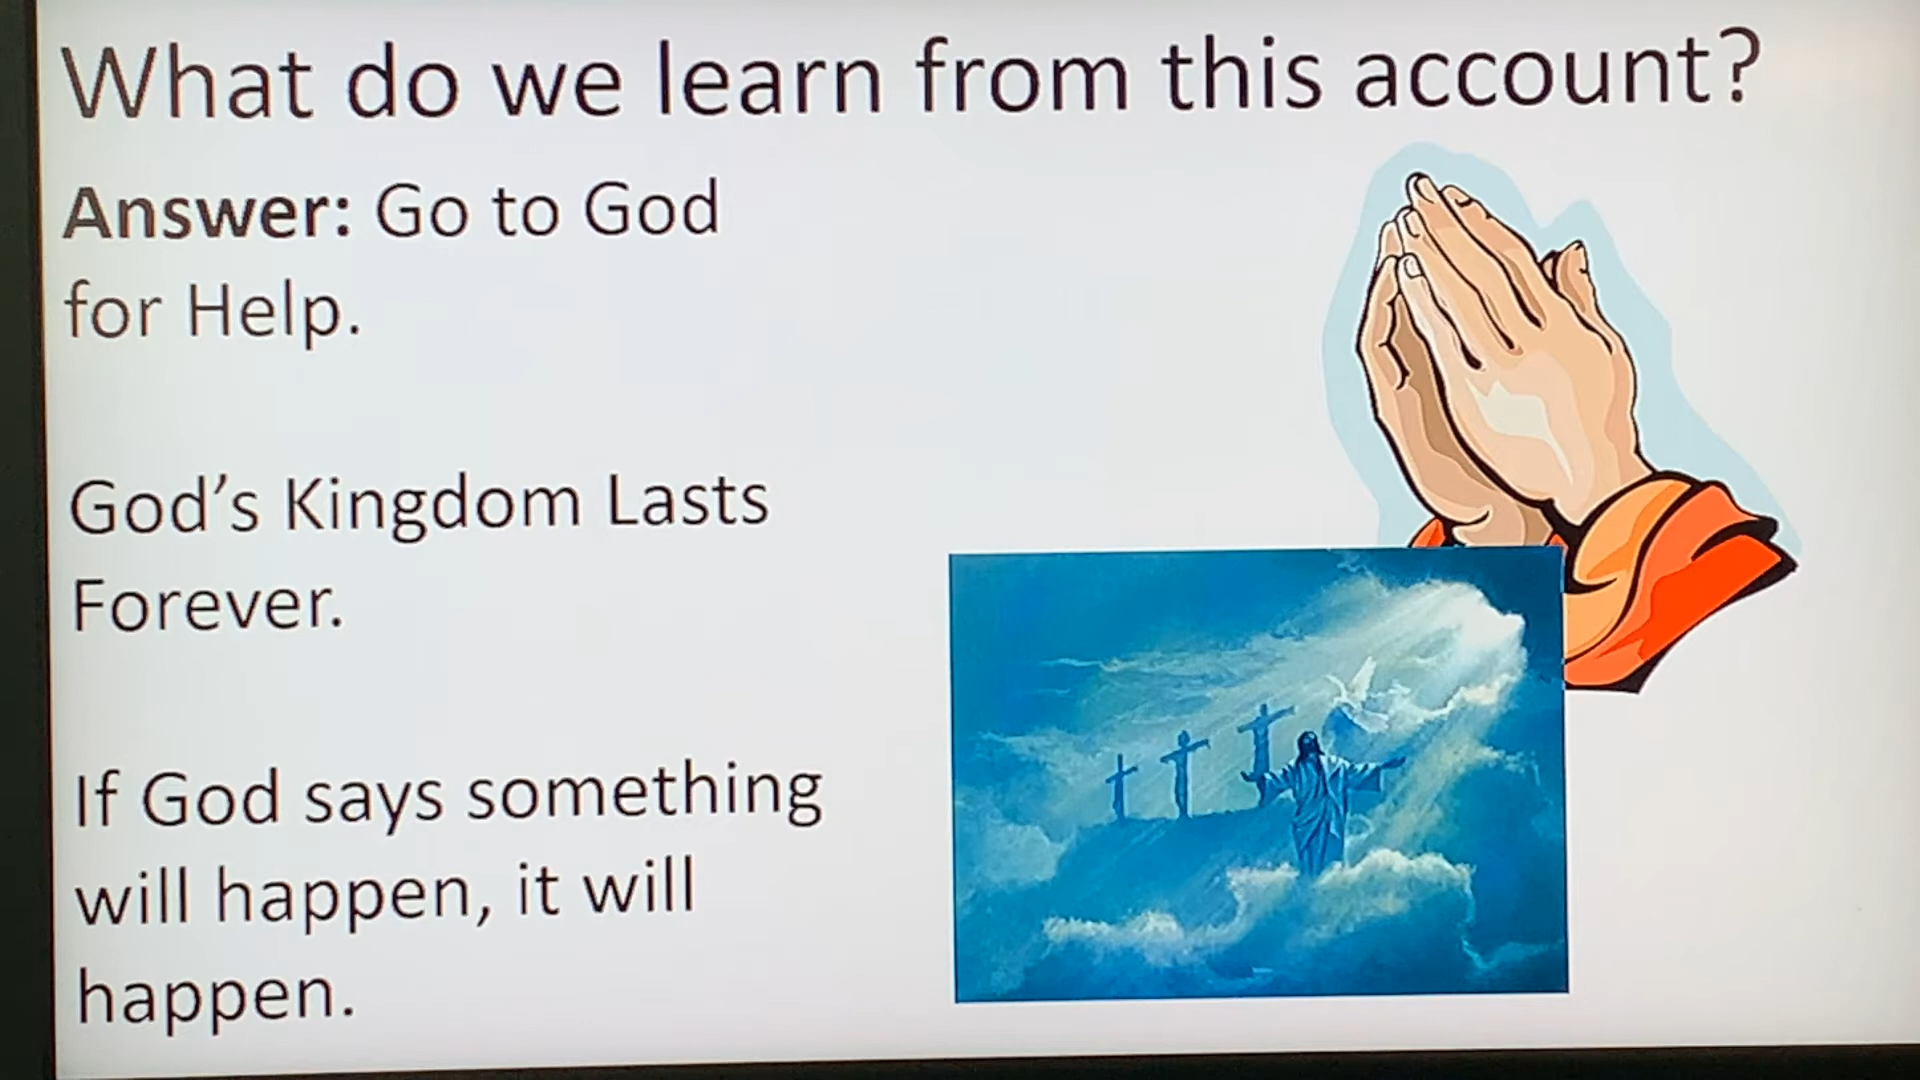 What do we learn from this account?
Answer: Go to God
for Help.
God’s Kingdom Lasts
Forever.
If God says something
will happen, it will
happen.